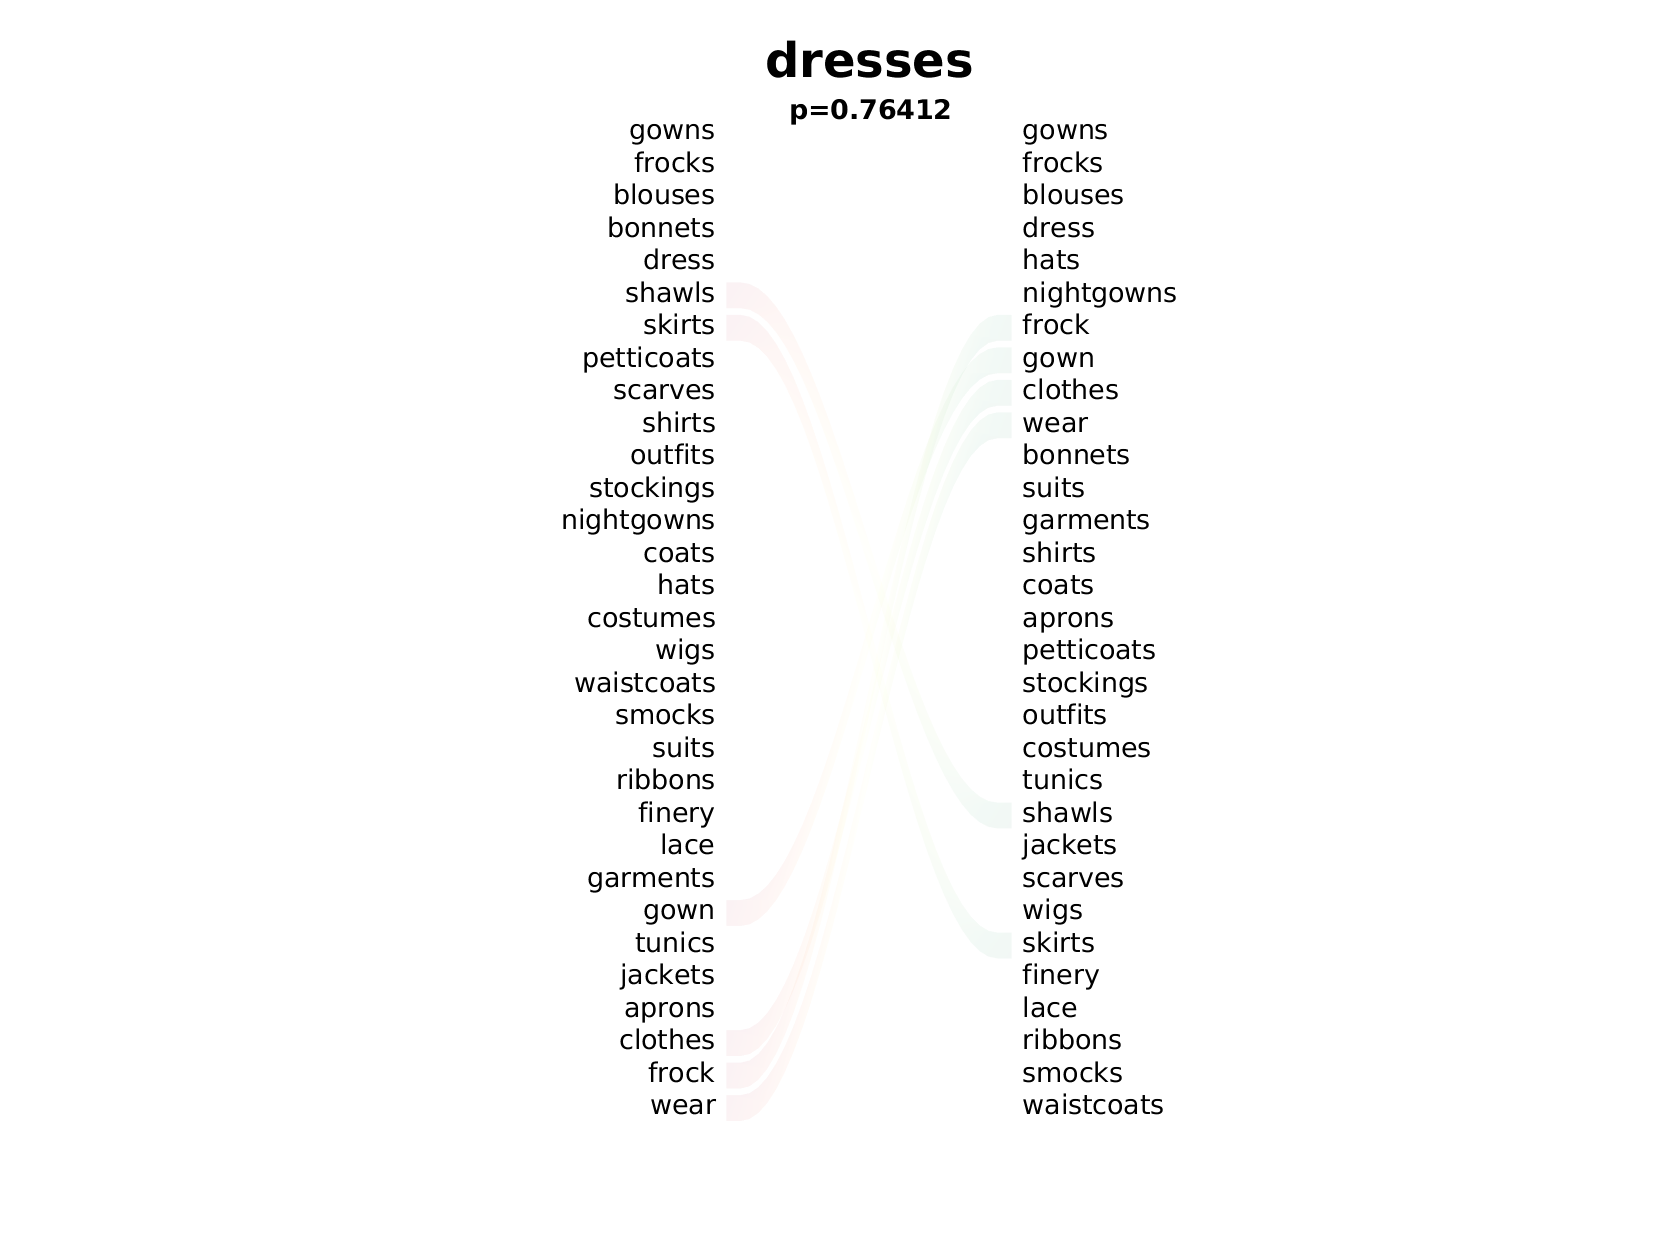 dresses
p=0.76412
gowns gowns
frocks frocks
blouses blouses
bonnets dress
dress hats
shawls nightgowns
skirts frock
petticoats gown
scarves clothes
shirts wear
outfits bonnets
stockings suits
nightgowns garments
coats shirts
hats coats
costumes aprons
wigs petticoats
waistcoats stockings
smocks outfits
suits costumes
ribbons tunics
finery shawls
lace jackets
garments scarves
gown wigs
tunics skirts
jackets finery
aprons lace
clothes ribbons
frock smocks
wear waistcoats